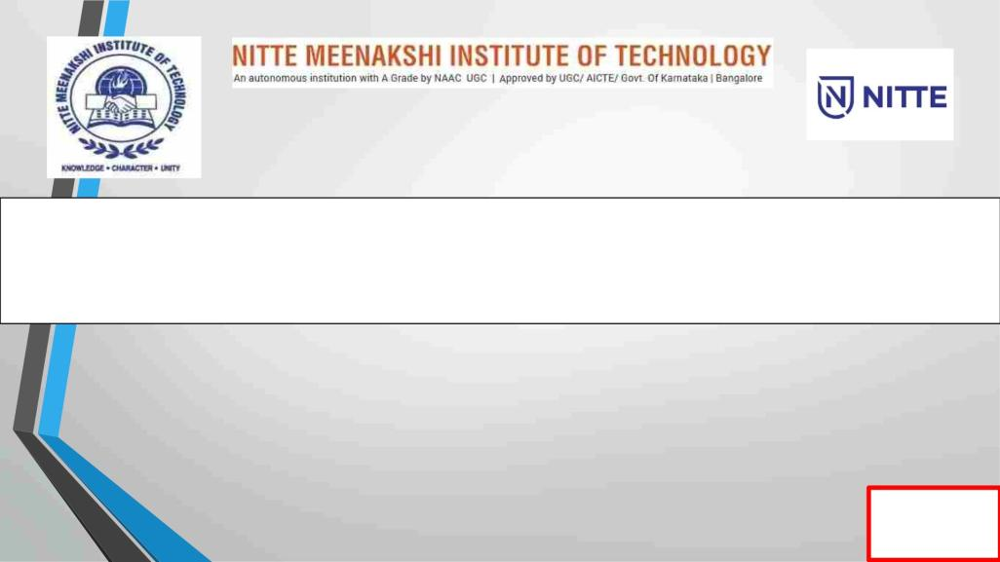 NITTE MEENAKSHI INSTITUTE OF TECHNOLOGY
KNOWLEDGE • CHARACTER • UNITY
NITTE MEENAKSHI INSTITUTE OF TECHNOLOGY
An autonomous institution with A Grade by NAAC UGC | Approved by UGC/ AICTE/ Govt. Of Karnataka | Bangalore
N NITTE